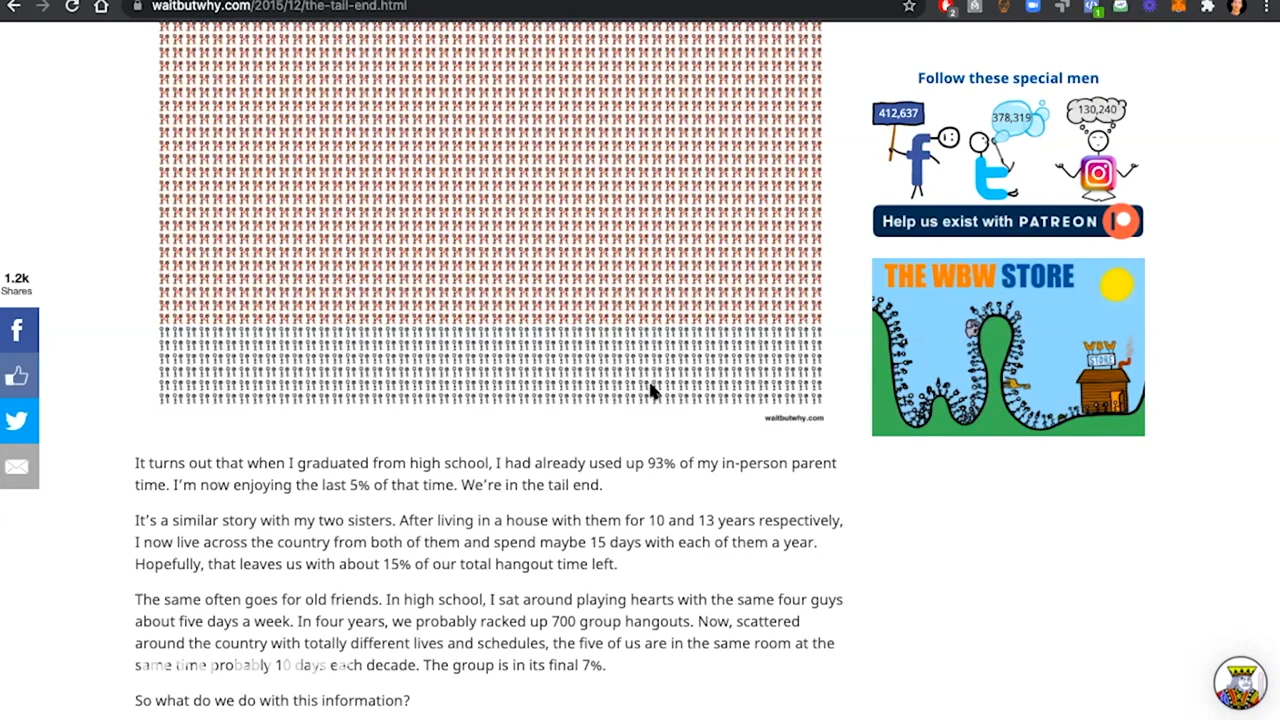 waitbutwhy.com/2015/12/the-tail-end.html
2
1
Follow these special men
412,637
378,319
130,240
Help us exist with PATREON
1.2k
Shares
THE WBW STORE
WBW
STORE
waitbutwhy.com
It turns out that when I graduated from high school, I had already used up 93% of my in-person parent
time. I'm now enjoying the last 5% of that time. We're in the tail end.
It's a similar story with my two sisters. After living in a house with them for 10 and 13 years respectively,
I now live across the country from both of them and spend maybe 15 days with each of them a year.
Hopefully, that leaves us with about 15% of our total hangout time left.
The same often goes for old friends. In high school, I sat around playing hearts with the same four guys
about five days a week. In four years, we probably racked up 700 group hangouts. Now, scattered
around the country with totally different lives and schedules, the five of us are in the same room at the
same time probably 10 days each decade. The group is in its final 7%.
So what do we do with this information?